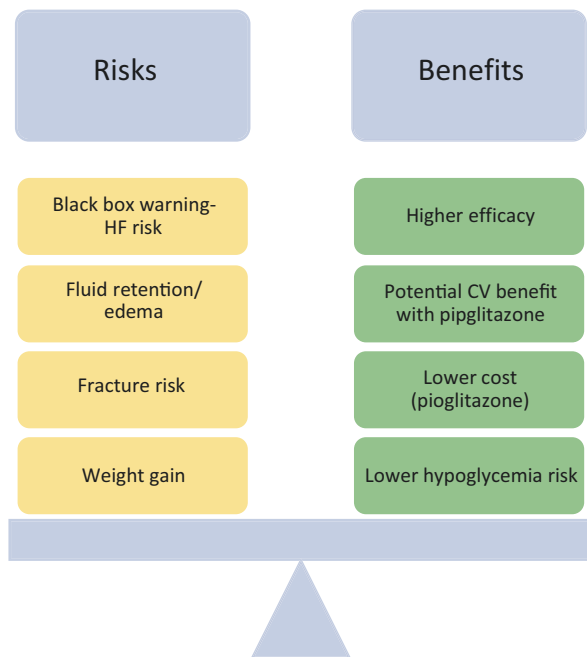 Risks
Black box warning-
HF risk
Fluid retention/
edema
Fracture risk
Weight gain
Benefits
Higher efficacy
Potential CV benefit
with pipglitazone
Lower cost
(pioglitazone)
Lower hypoglycemia risk